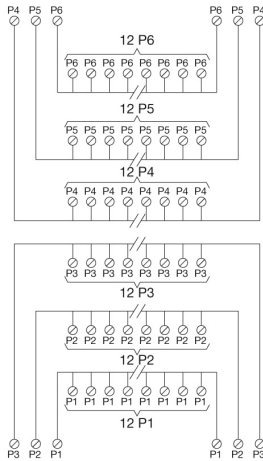 P4 P5 P6 P6 P5 P4
12 P6
P6 P6 P6 P6 P6 P6 P6 P6
12 P5
P5 P5 P5 P5 P5 P5 P5 P5
12 P4
P4 P4 P4 P4 P4 P4 P4 P4
P3 P3 P3 P3 P3 P3 P3 P3
12 P3
P2 P2 P2 P2 P2 P2 P2 P2
12 P2
P1 P1 P1 P1 P1 P1 P1 P1
12 P1
P3 P2 P1 P1 P2 P3